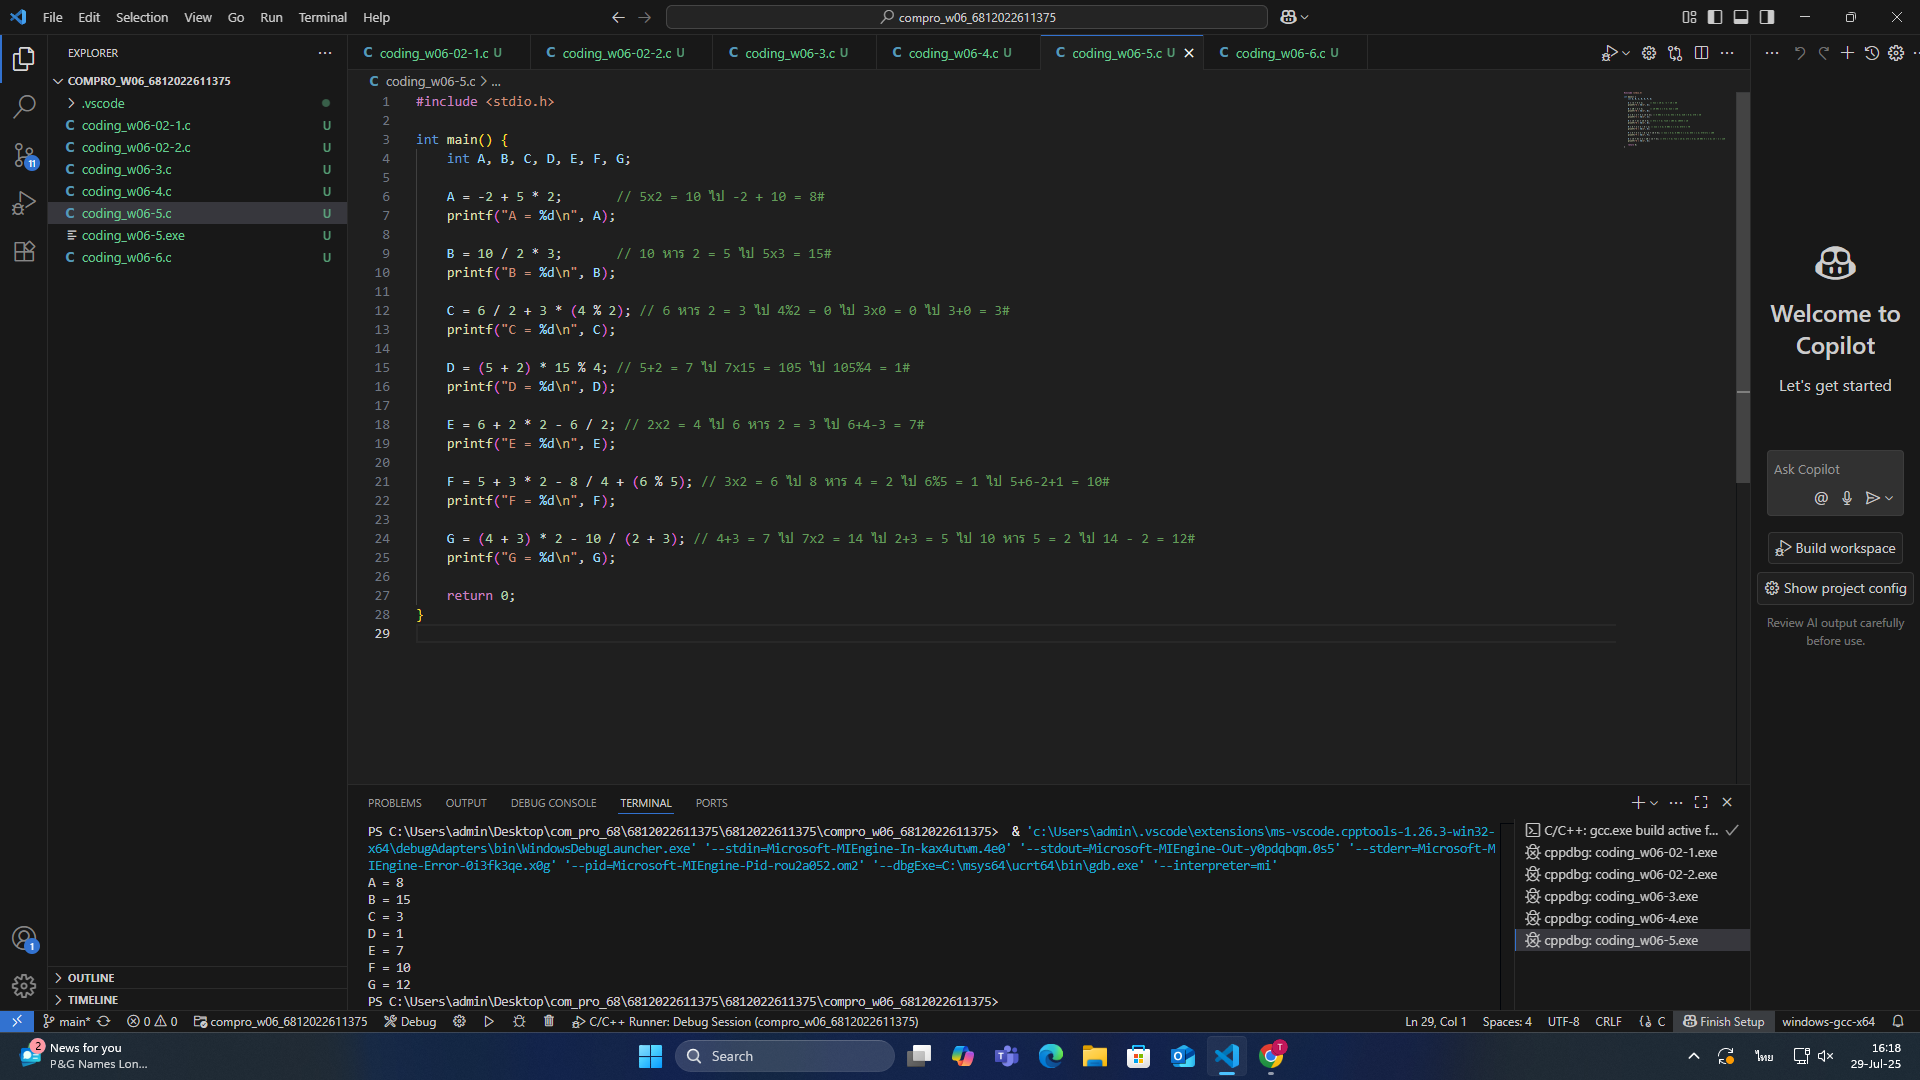 File Edit Selection View Go Run Terminal Help
compro_w06_6812022611375
EXPLORER
COMPRO_W06_6812022611375
.vscode
coding_w06-02-1.c U
coding_w06-02-2.c U
coding_w06-3.c U
coding_w06-4.c U
coding_w06-5.c U
coding_w06-5.exe U
coding_w06-6.c U
OUTLINE
TIMELINE
11
1
C coding_w06-02-1.c U C coding_w06-02-2.c U C coding_w06-3.c U C coding_w06-4.c U C coding_w06-5.c U C coding_w06-6.c U
C coding_w06-5.c > ...
1 #include <stdio.h>
2
3 int main() {
4 int A, B, C, D, E, F, G;
5
6 A = -2 + 5 * 2; // 5x2 = 10 ไป -2 + 10 = 8#
7 printf("A = %d\n", A);
8
9 B = 10 / 2 * 3; // 10 หาร 2 = 5 ไป 5x3 = 15#
10 printf("B = %d\n", B);
11
12 C = 6 / 2 + 3 * (4 % 2); // 6 หาร 2 = 3 ไป 4%2 = 0 ไป 3x0 = 0 ไป 3+0 = 3#
13 printf("C = %d\n", C);
14
15 D = (5 + 2) * 15 % 4; // 5+2 = 7 ไป 7x15 = 105 ไป 105%4 = 1#
16 printf("D = %d\n", D);
17
18 E = 6 + 2 * 2 - 6 / 2; // 2x2 = 4 ไป 6 หาร 2 = 3 ไป 6+4-3 = 7#
19 printf("E = %d\n", E);
20
21 F = 5 + 3 * 2 - 8 / 4 + (6 % 5); // 3x2 = 6 ไป 8 หาร 4 = 2 ไป 6%5 = 1 ไป 5+6-2+1 = 10#
22 printf("F = %d\n", F);
23
24 G = (4 + 3) * 2 - 10 / (2 + 3); // 4+3 = 7 ไป 7x2 = 14 ไป 2+3 = 5 ไป 10 หาร 5 = 2 ไป 14 - 2 = 12#
25 printf("G = %d\n", G);
26
27 return 0;
28 }
29
Welcome to
Copilot
Let's get started
Ask Copilot
Build workspace
Show project config
Review AI output carefully
before use.
PROBLEMS OUTPUT DEBUG CONSOLE TERMINAL PORTS
PS C:\Users\admin\Desktop\com_pro_68\6812022611375\6812022611375\compro_w06_6812022611375> & 'c:\Users\admin\.vscode\extensions\ms-vscode.cpptools-1.26.3-win32-
x64\debugAdapters\bin\WindowsDebugLauncher.exe' '--stdin=Microsoft-MIEngine-In-kax4utwm.4e0' '--stdout=Microsoft-MIEngine-Out-y0pdqbqm.0s5' '--stderr=Microsoft-M
IEngine-Error-0i3fk3qe.x0g' '--pid=Microsoft-MIEngine-Pid-rou2a052.om2' '--dbgExe=C:\msys64\ucrt64\bin\gdb.exe' '--interpreter=mi'
A = 8
B = 15
C = 3
D = 1
E = 7
F = 10
G = 12
PS C:\Users\admin\Desktop\com_pro_68\6812022611375\6812022611375\compro_w06_6812022611375>
C/C++: gcc.exe build active f...
cppdbg: coding_w06-02-1.exe
cppdbg: coding_w06-02-2.exe
cppdbg: coding_w06-3.exe
cppdbg: coding_w06-4.exe
cppdbg: coding_w06-5.exe
main* 0 0 compro_w06_6812022611375 Debug C/C++ Runner: Debug Session (compro_w06_6812022611375) Ln 29, Col 1 Spaces: 4 UTF-8 CRLF {} C Finish Setup windows-gcc-x64
2 News for you
P&G Names Lon...
Search
T
ไทย
16:18
29-Jul-25